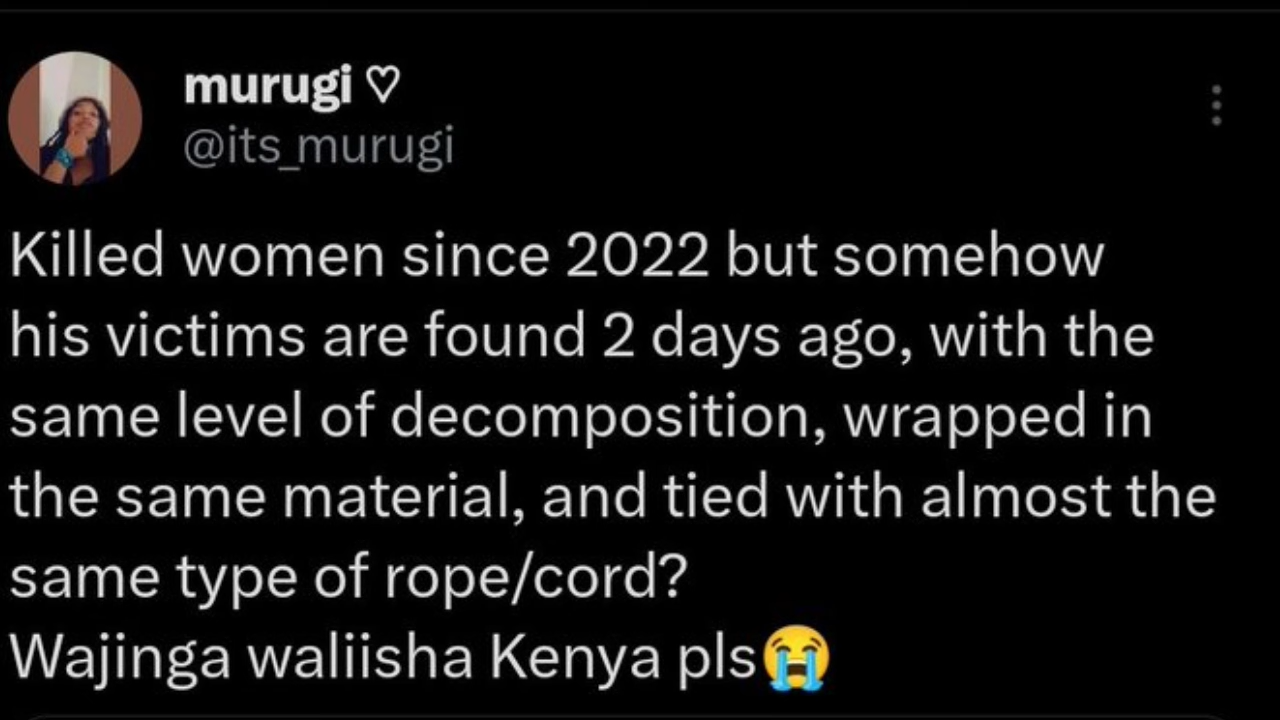 murugi ♡
@its_murugi
Killed women since 2022 but somehow
his victims are found 2 days ago, with the
same level of decomposition, wrapped in
the same material, and tied with almost the
same type of rope/cord?
Wajinga waliisha Kenya pls😭